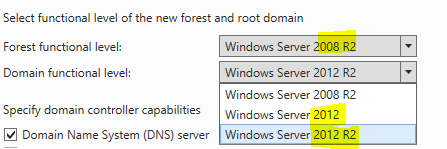 Select functional level of the new forest and root domain
Forest functional level: Windows Server 2008 R2
Domain functional level: Windows Server 2012 R2
Windows Server 2008 R2
Windows Server 2012
Specify domain controller capabilities
Domain Name System (DNS) server Windows Server 2012 R2